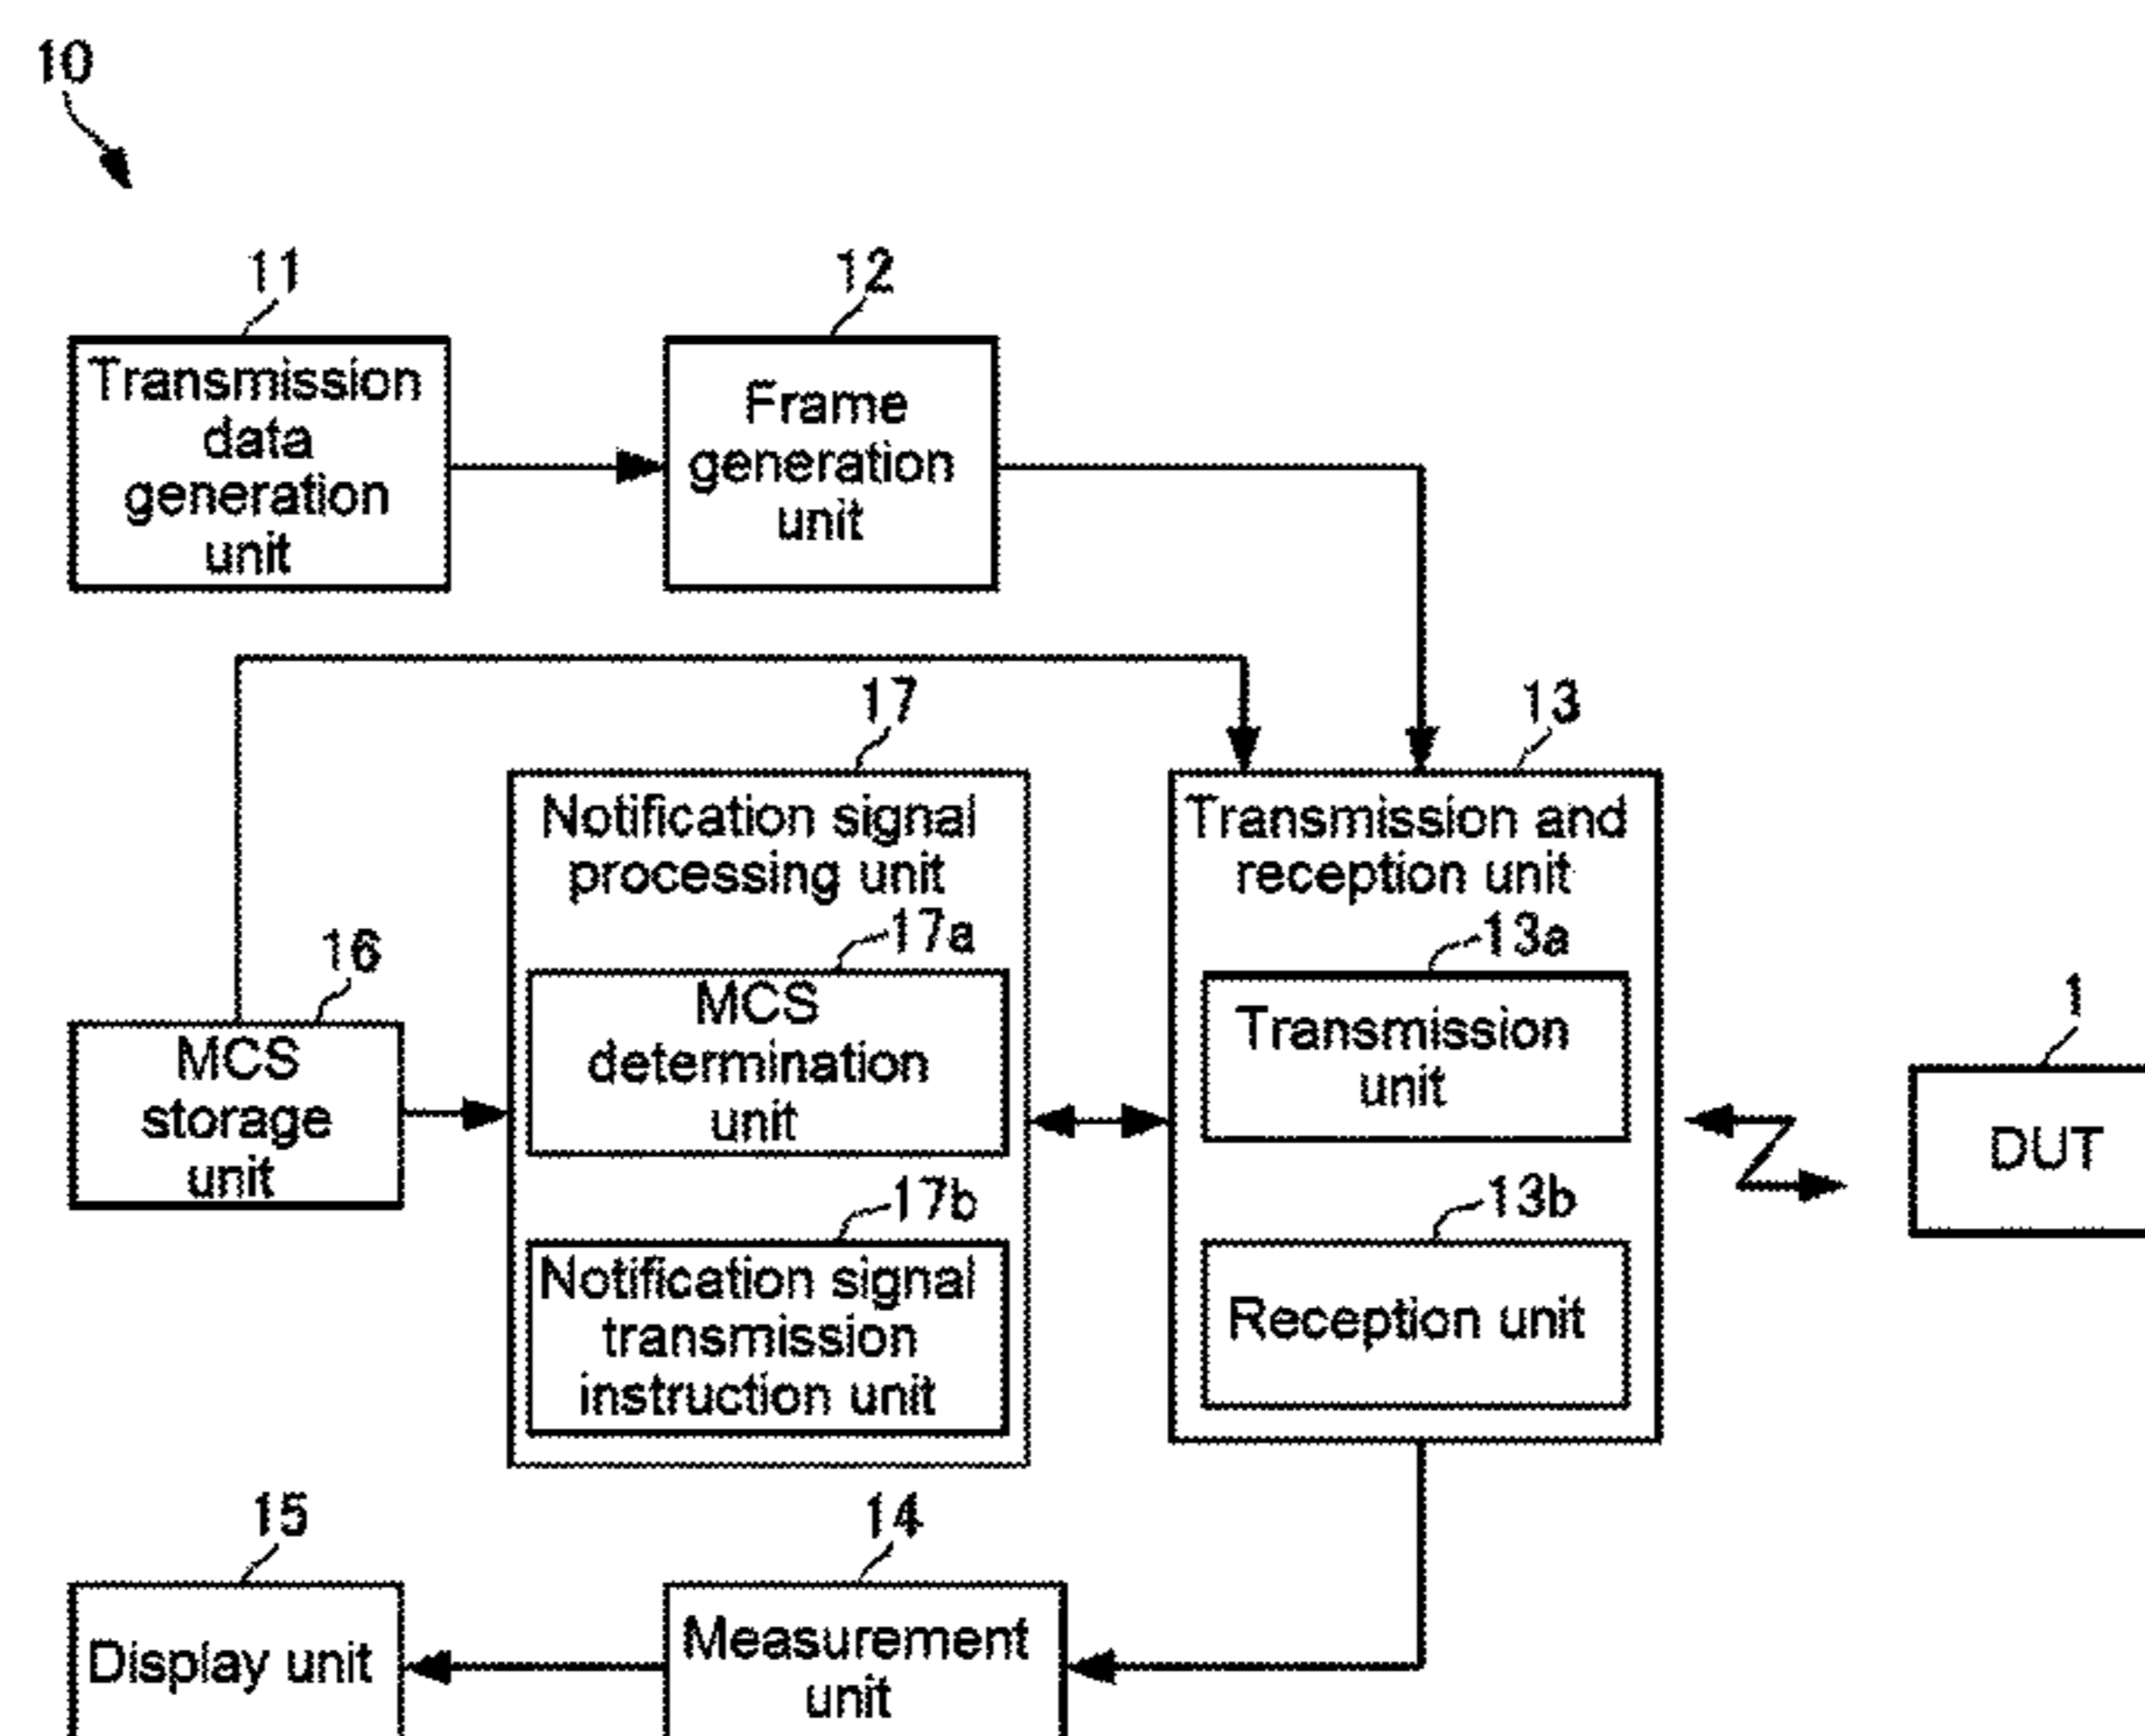 10
11
Transmission
data
generation
unit
12
Frame
generation
unit
17
Notification signal
processing unit
17a
MCS
determination
unit
17b
Notification signal
transmission
instruction unit
13
Transmission and
reception unit
13a
Transmission
unit
13b
Reception unit
16
MCS
storage
unit
1
DUT
15
Display unit
14
Measurement
unit